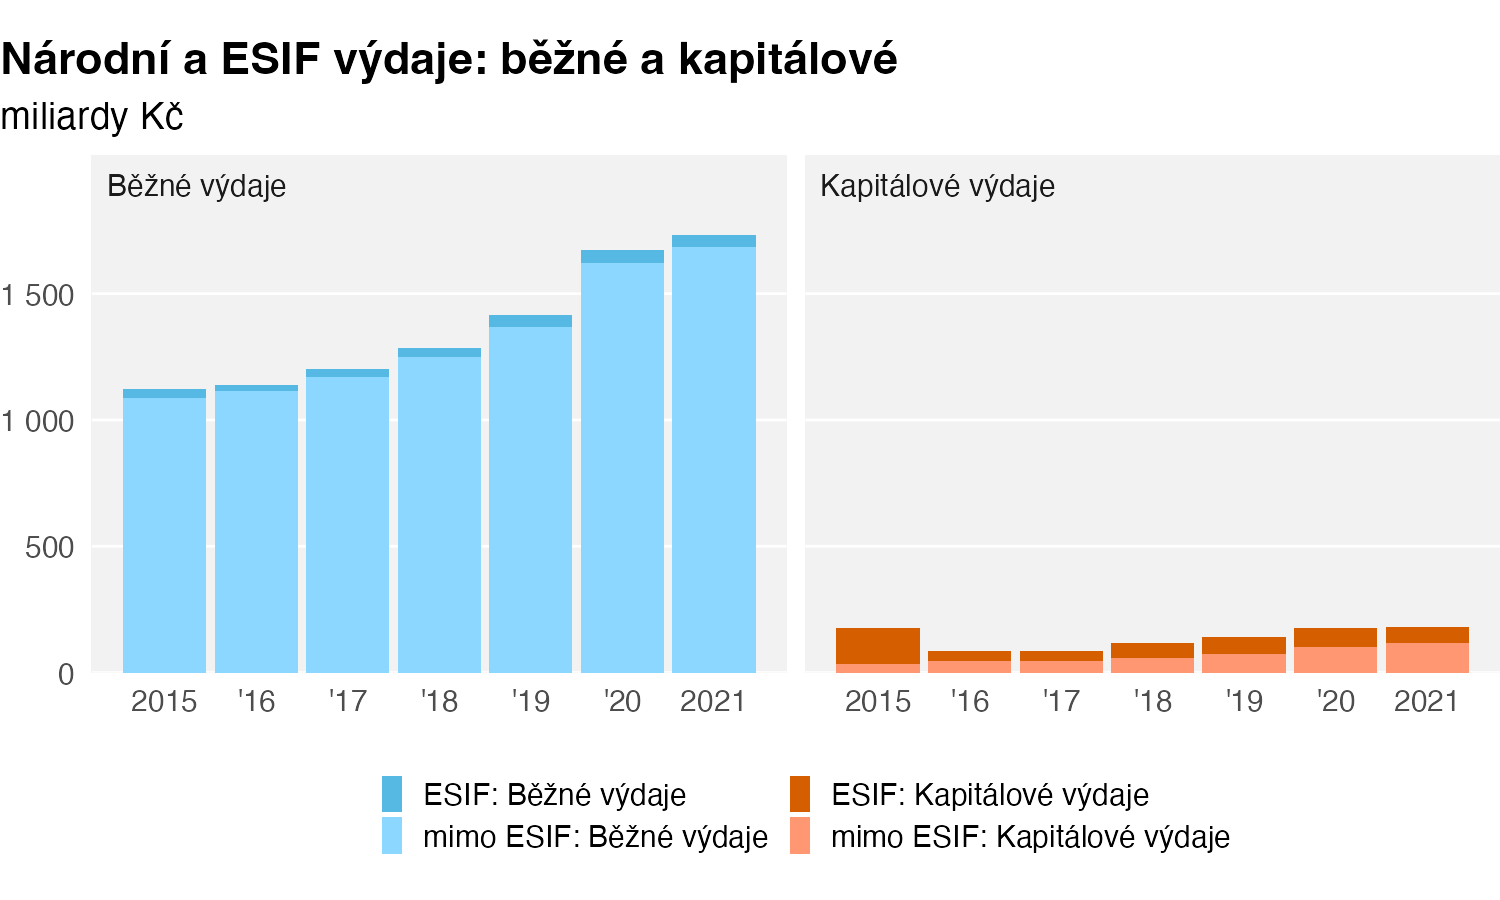 Národní a ESIF výdaje: běžné a kapitálové
miliardy Kč
Běžné výdaje
Kapitálové výdaje
1 500
1 000
500
0
2015 '16 '17 '18 '19 '20 2021
2015 '16 '17 '18 '19 '20 2021
ESIF: Běžné výdaje
mimo ESIF: Běžné výdaje
ESIF: Kapitálové výdaje
mimo ESIF: Kapitálové výdaje